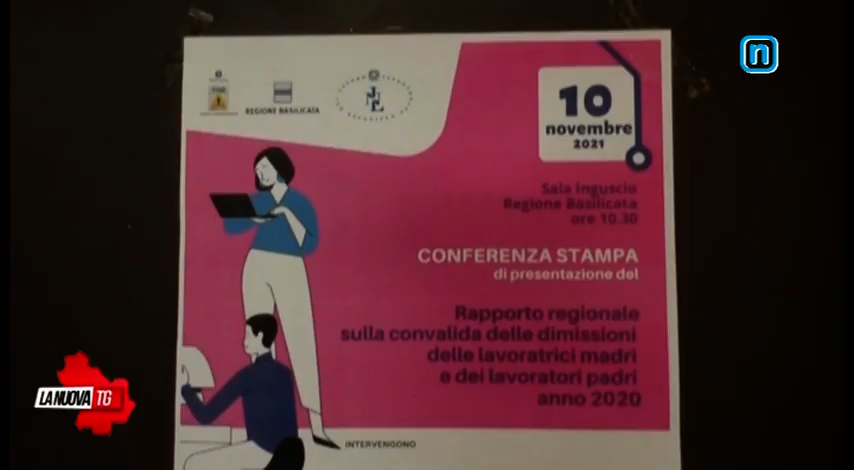 n
REGIONE BASILICATA
10
novembre
2021
Sala Inguscio
Regione Basilicata
ore 10.30
CONFERENZA STAMPA
di presentazione del
Rapporto regionale
sulla convalida delle dimissioni
delle lavoratrici madri
e dei lavoratori padri
anno 2020
LA NUOVA TG
INTERVENGONO